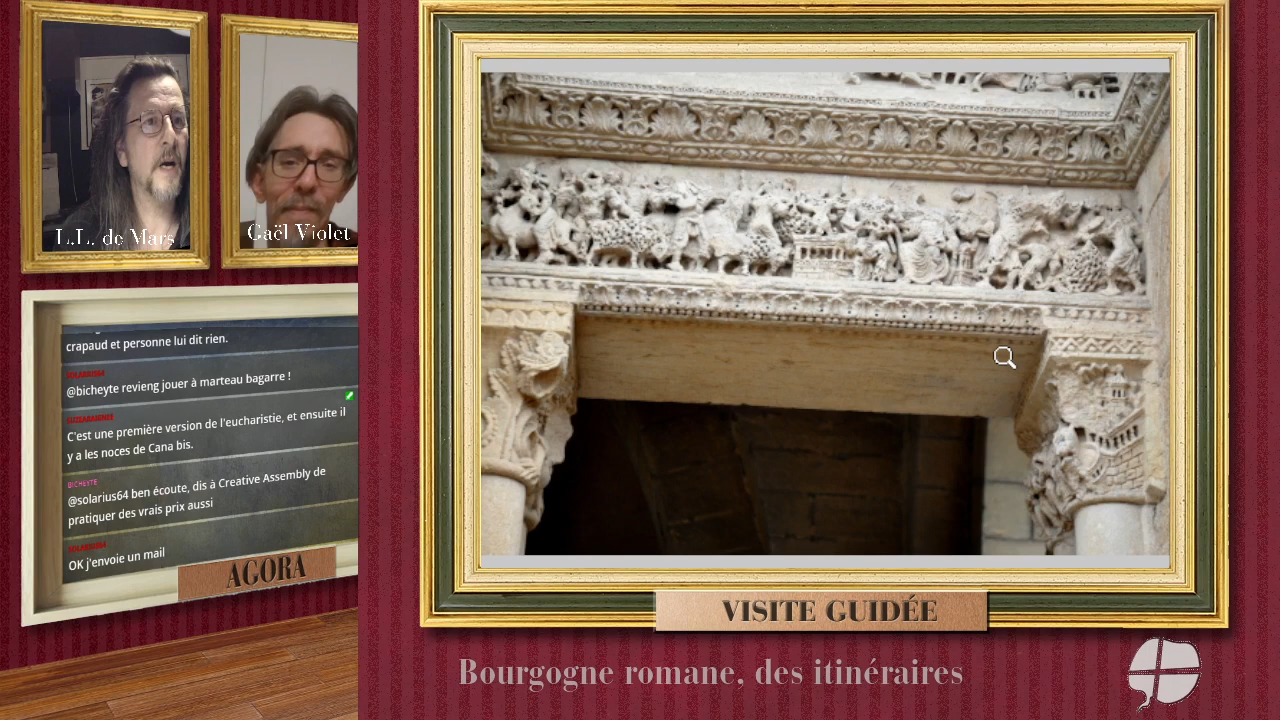 L.L. de Mars
Gaël Violet
crapaud et personne lui dit rien.
@bicheyte revieng jouer à marteau bagarre !
C'est une première version de l'eucharistie, et ensuite il
y a les noces de Cana bis.
BICHEYTE
@solarius64 ben écoute, dis à Creative Assembly de
pratiquer des vrais prix aussi
SOLARIUS64
OK j'envoie un mail
AGORA
VISITE GUIDÉE
Bourgogne romane, des itinéraires